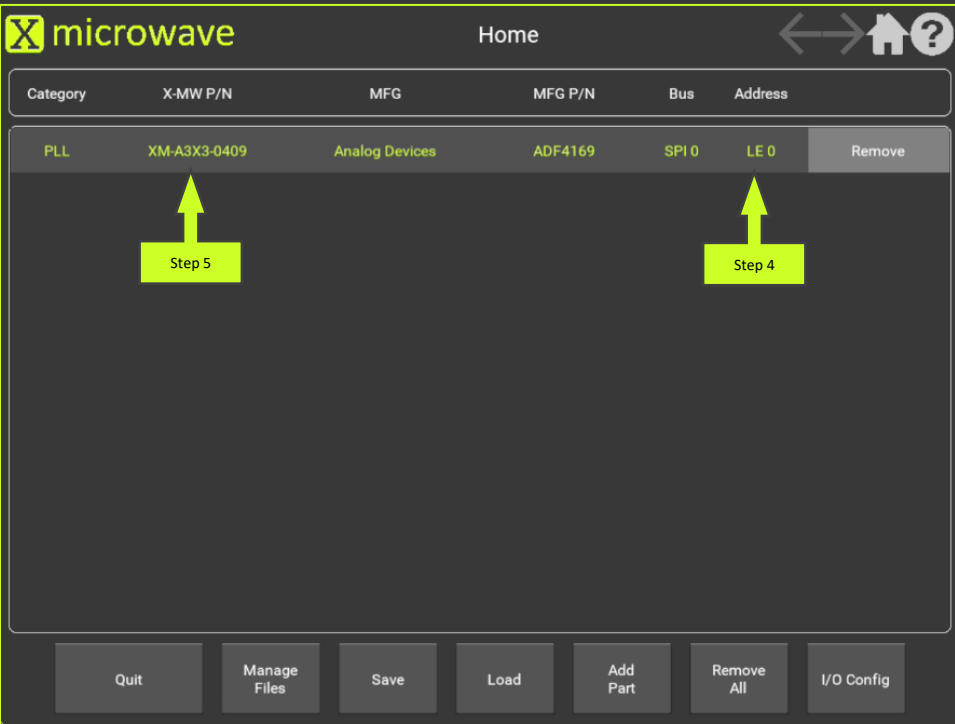 X microwave Home ?
Category X-MW P/N MFG MFG P/N Bus Address
PLL XM-A3X3-0409 Analog Devices ADF4169 SPI 0 LE 0 Remove
Step 5 Step 4
Quit Manage Files Save Load Add Part Remove All I/O Config